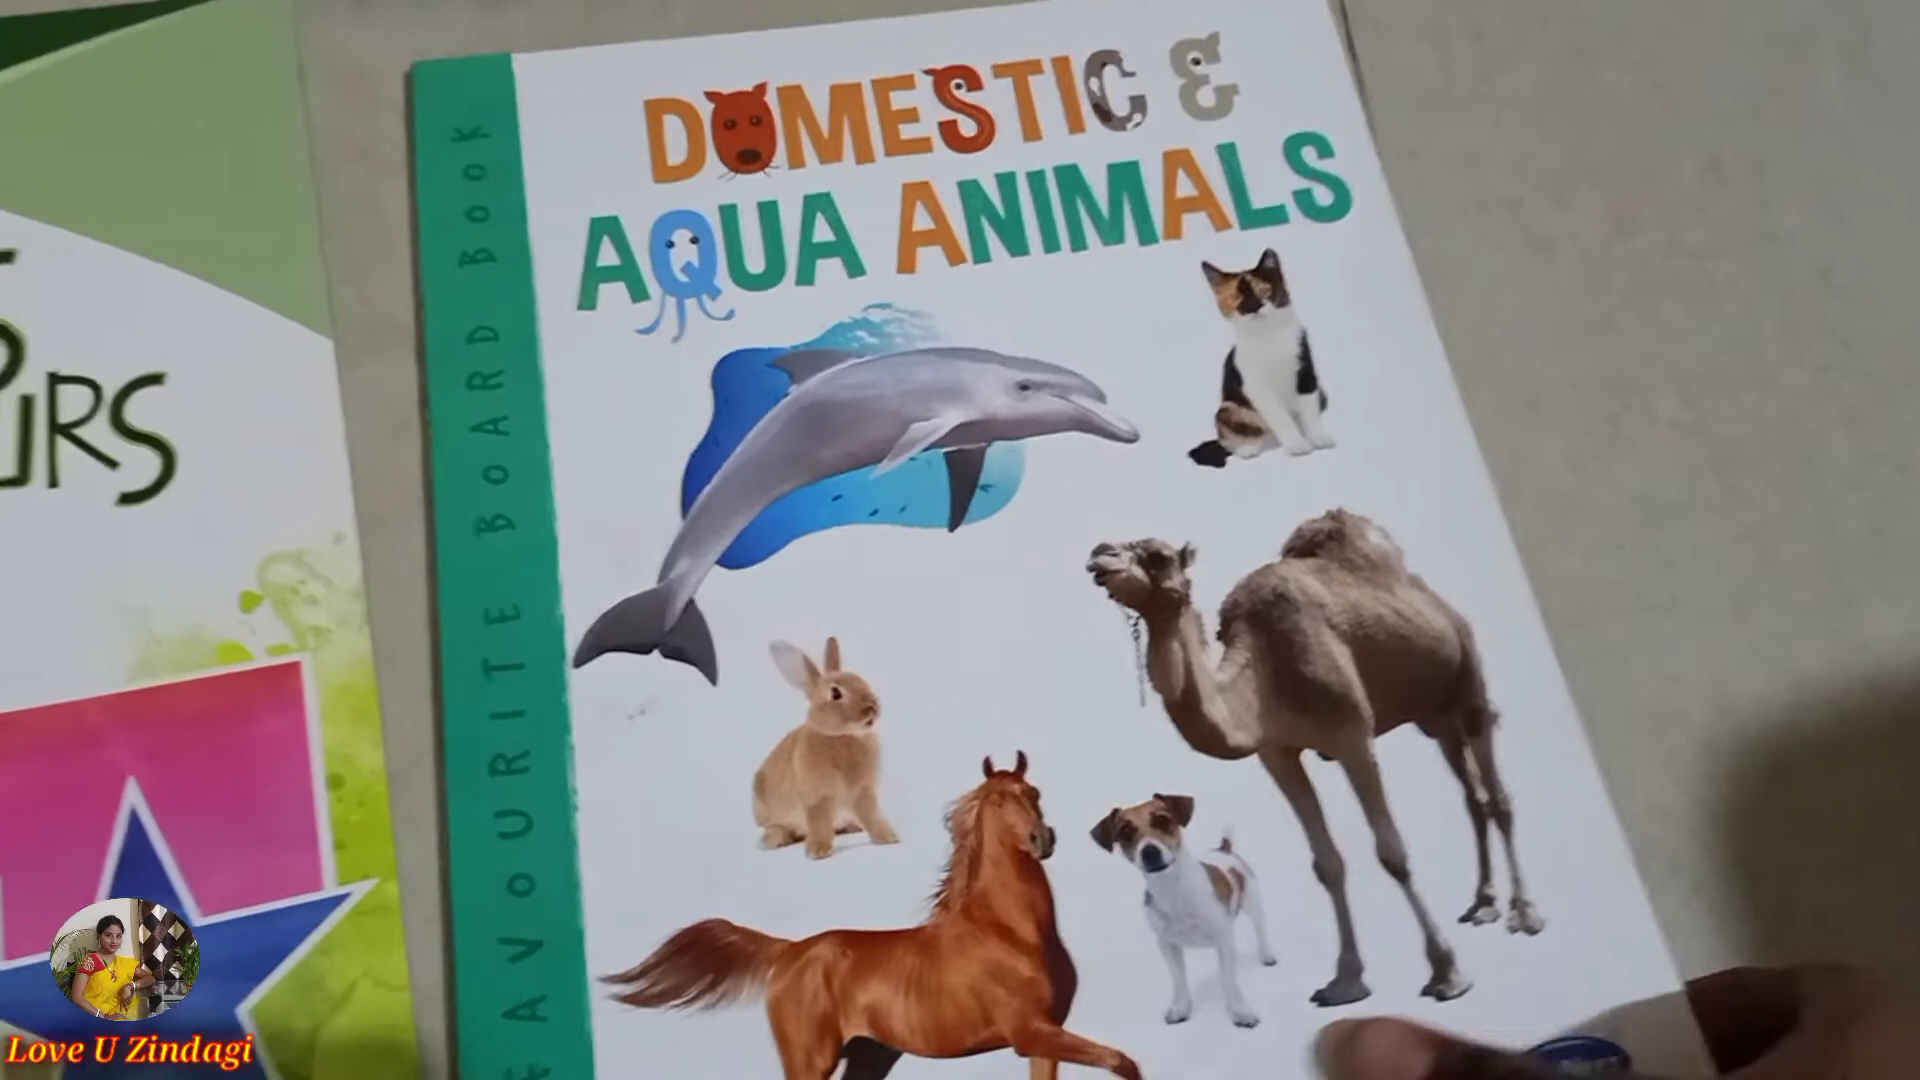 DOMESTIC &
AQUA ANIMALS
FAVOURITE BOARD BOOK
URS
Love U Zindagi